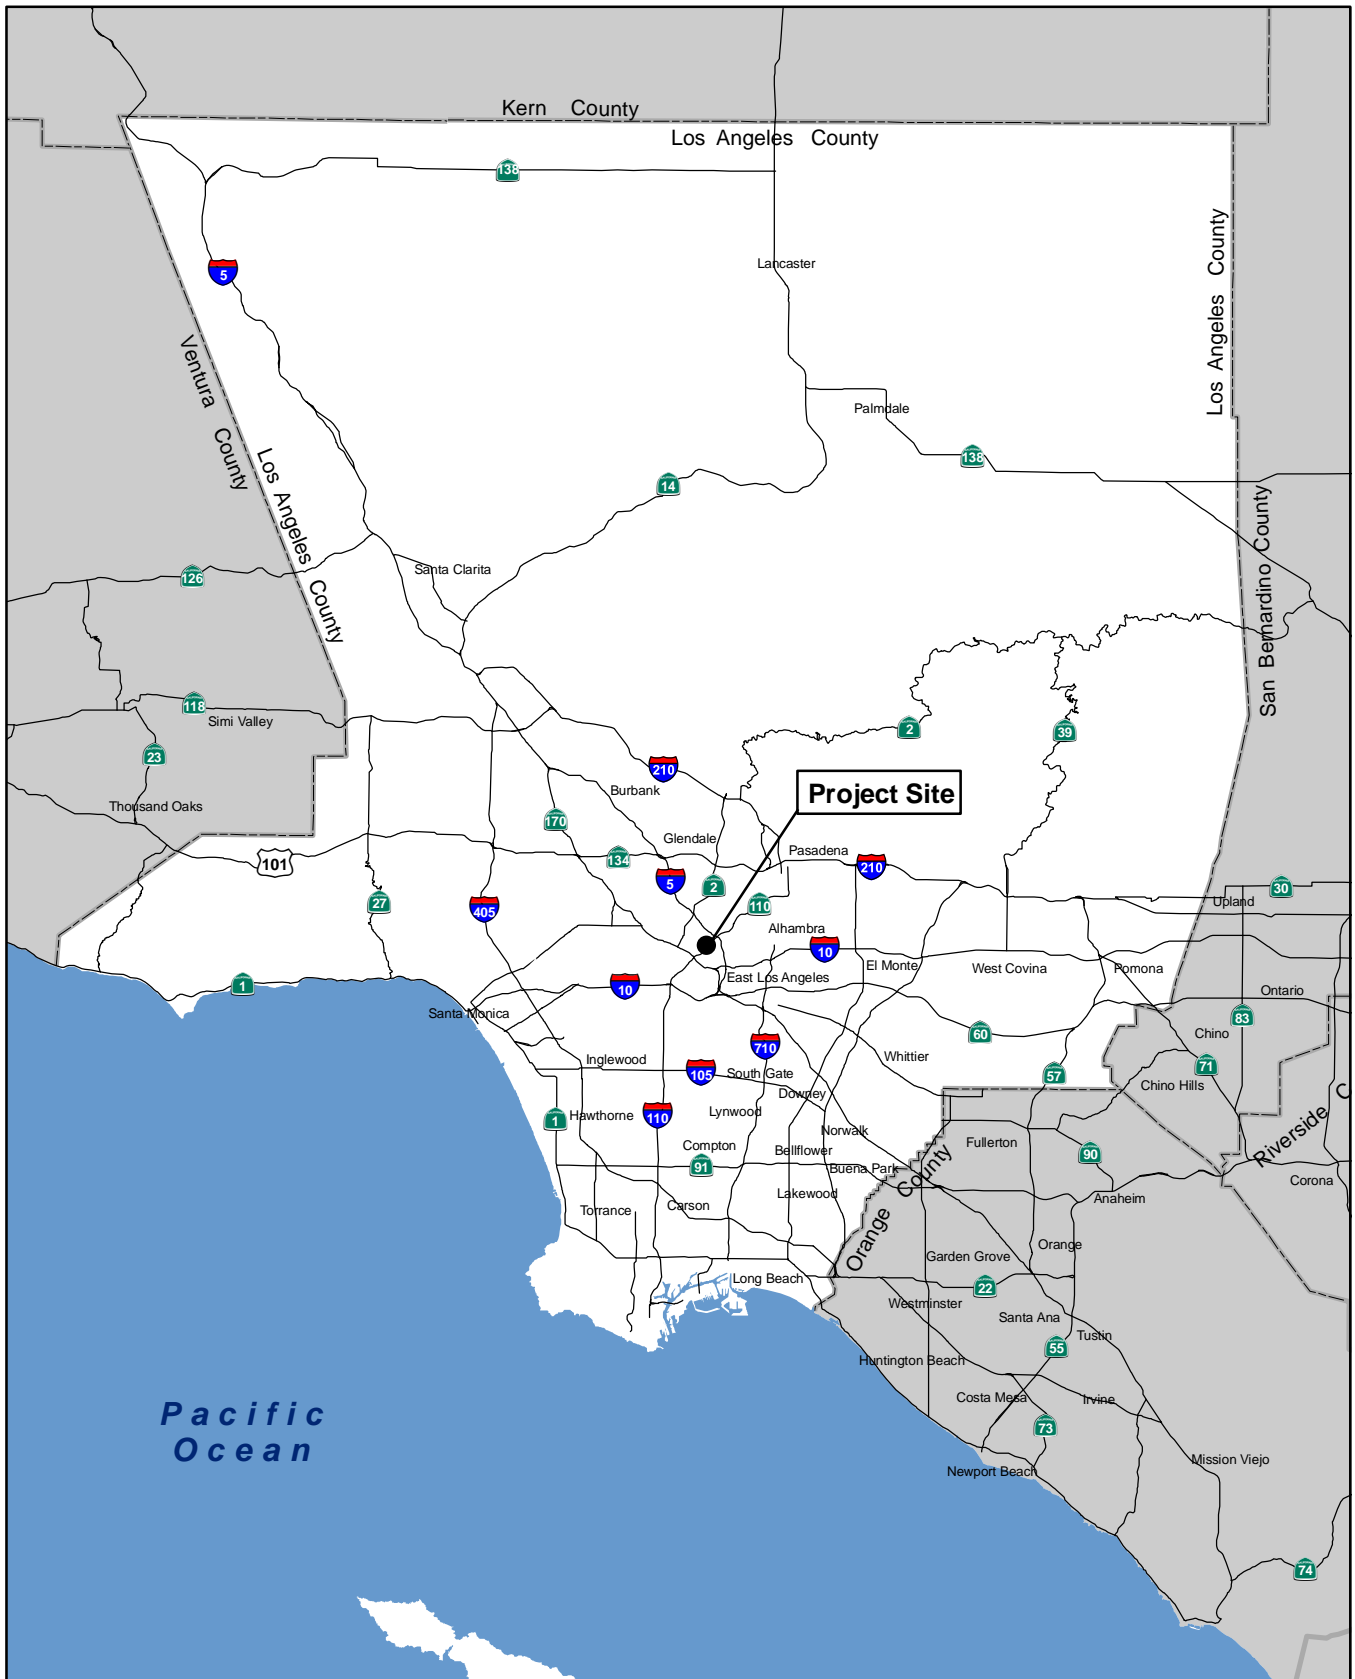 Kern County
Los Angeles County
138
Los Angeles County
5
Lancaster
Ventura County
Palmdale
138
14
Los Angeles County
San Bernardino County
Santa Clarita
126
118
Simi Valley
2
39
23
210
Burbank
Project Site
Thousand Oaks
170
Glendale
134
Pasadena
101
210
5
2
30
27
110
Upland
405
Alhambra
10
El Monte
West Covina
Pomona
East Los Angeles
1
10
Ontario
Santa Monica
83
60
Chino
710
Whittier
Inglewood
71
105
South Gate
57
Chino Hills
Downey
1
Hawthorne
110
Lynwood
Norwalk
Riverside C
Fullerton
Compton
Bellflower
90
91
Buena Park
Orange County
Corona
Lakewood
Anaheim
Torrance
Carson
Orange
Garden Grove
Long Beach
22
Westminster
Santa Ana
Tustin
55
Huntington Beach
Costa Mesa
Irvine
Pacific
Ocean
73
Mission Viejo
Newport Beach
74